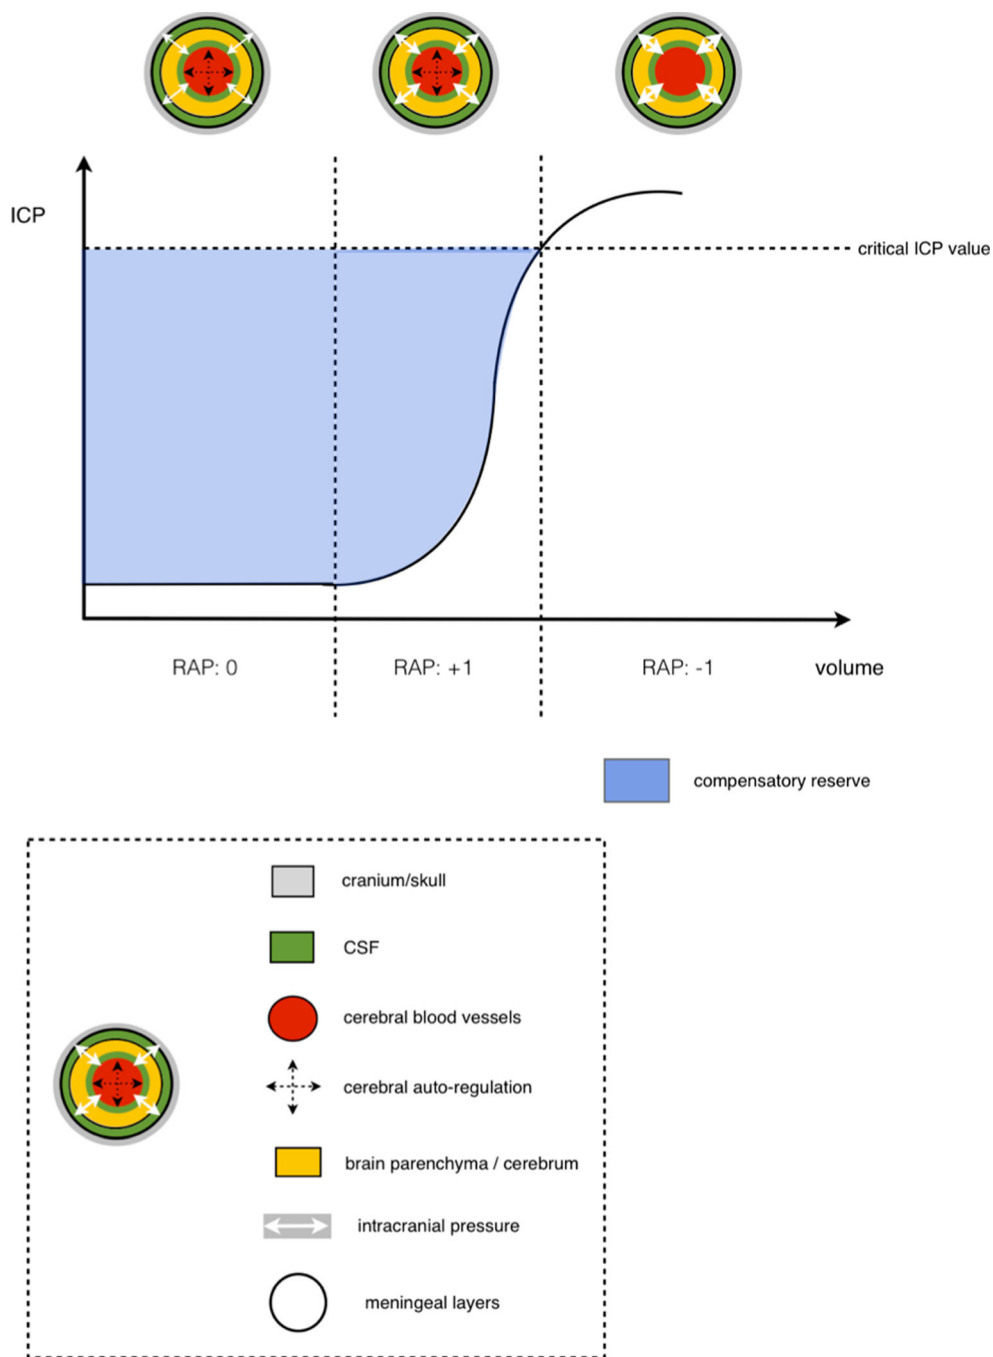 ICP
critical ICP value
RAP: 0
RAP: +1
RAP: -1
volume
compensatory reserve
cranium/skull
CSF
cerebral blood vessels
cerebral auto-regulation
brain parenchyma / cerebrum
intracranial pressure
meningeal layers